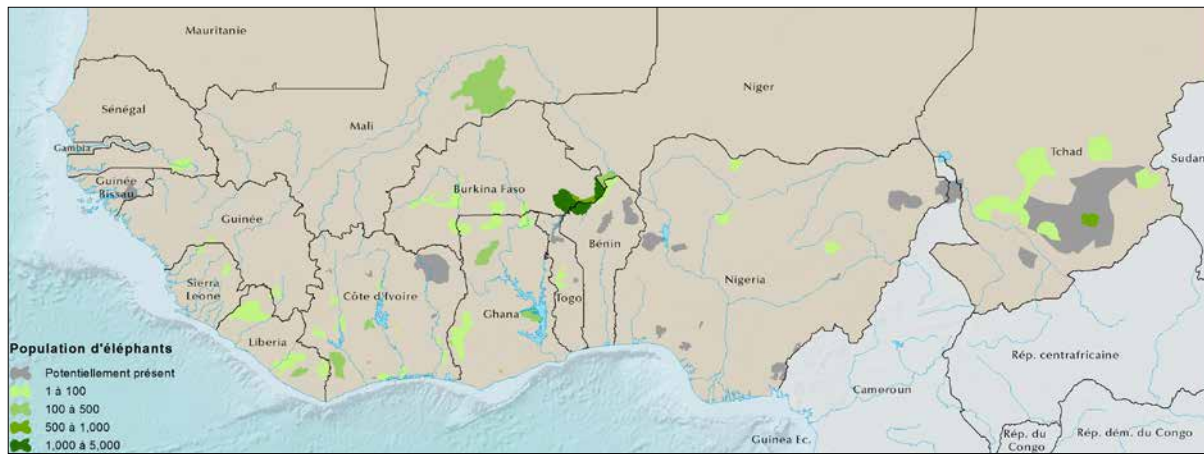 Mauritanie
Sénégal
Gambia
Guinée
Bissau
Guinée
Sierra
Leone
Liberia
Mali
Côte d'Ivoire
Burkina Faso
Ghana
Togo
Bénin
Niger
Nigeria
Tchad
Sudan
Cameroun
Guinea Ec.
Rép. centrafricaine
Rép. du
Congo
Rép. dém. du Congo
Population d'éléphants
Potentiellement présent
1 à 100
100 à 500
500 à 1,000
1,000 à 5,000